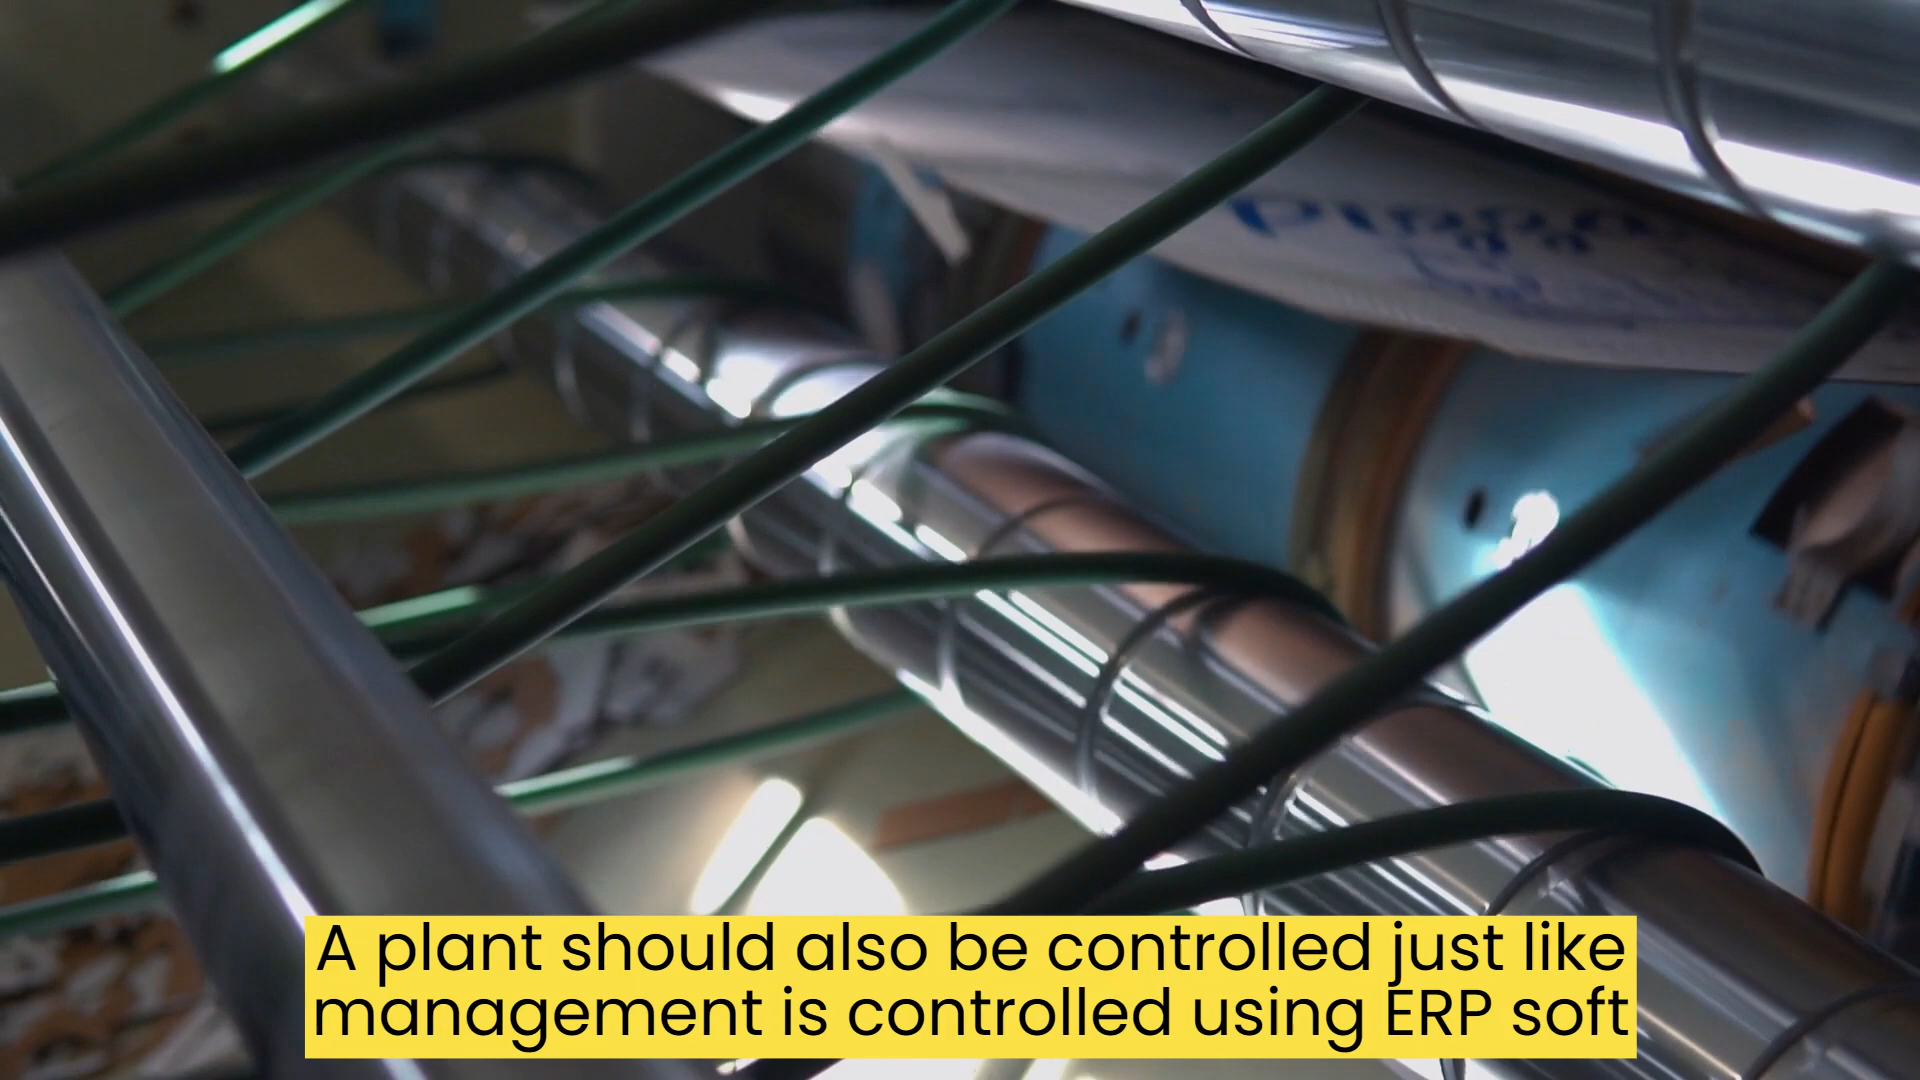 A plant should also be controlled just like
management is controlled using ERP soft